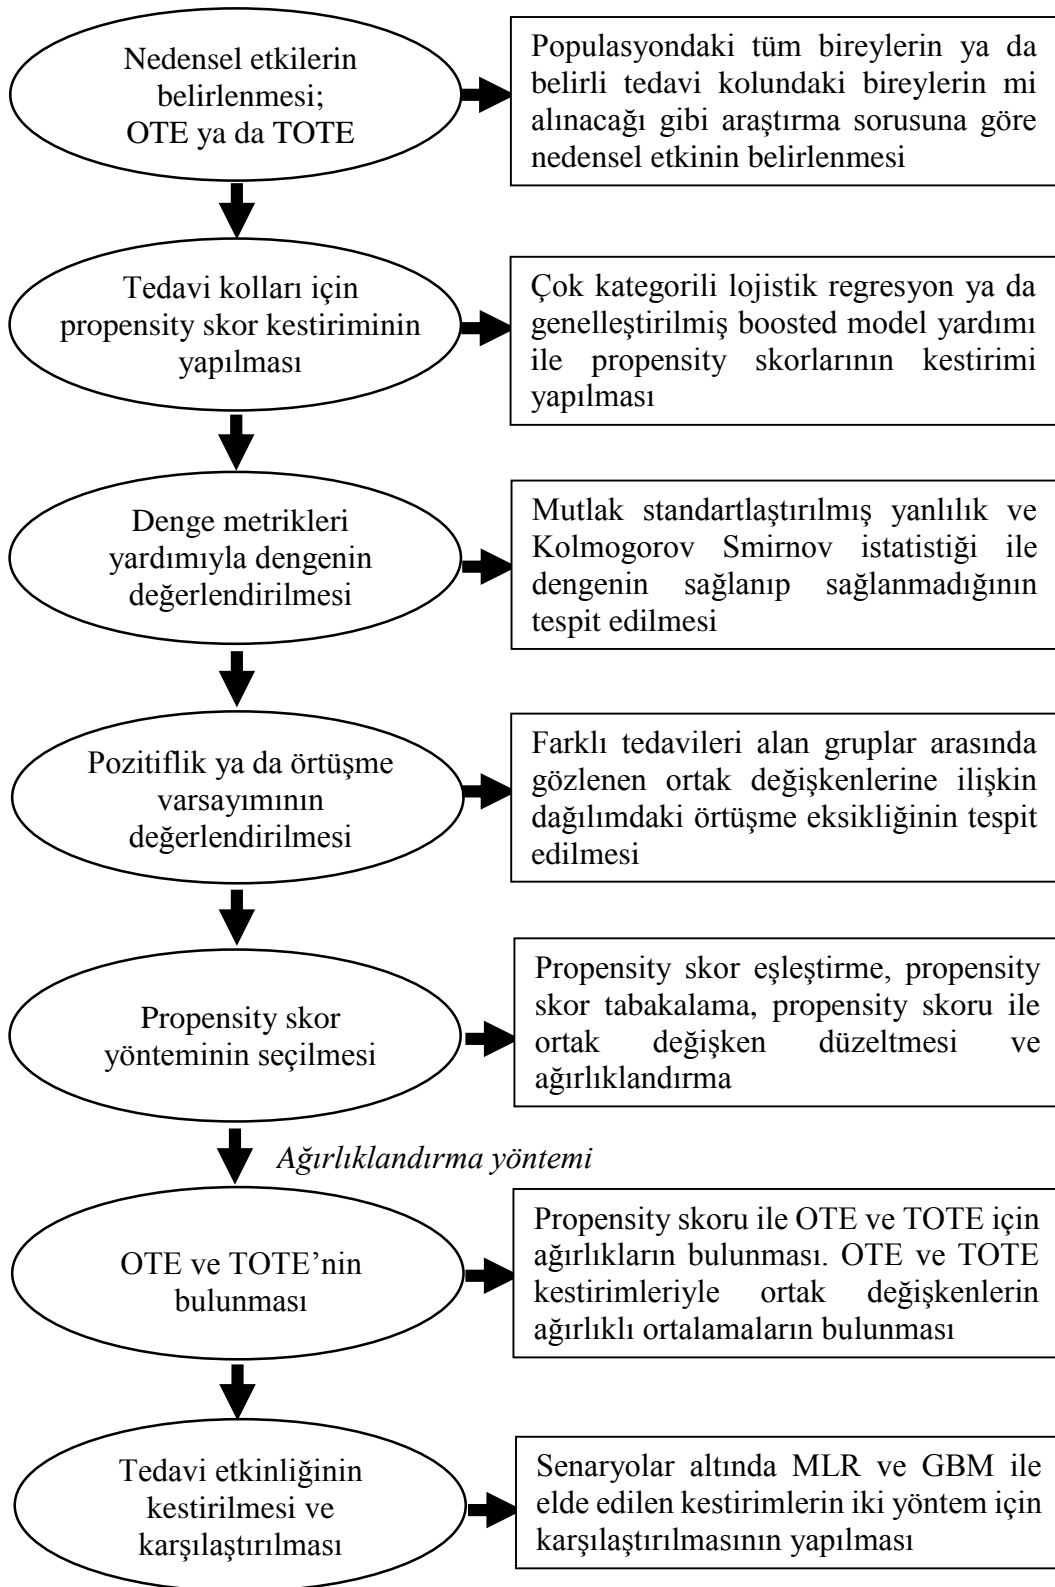 Nedensel etkilerin
belirlenmesi;
OTE ya da TOTE
Populasyondaki tüm bireylerin ya da
belirli tedavi kolundaki bireylerin mi
alınacağı gibi araştırma sorusuna göre
nedensel etkinin belirlenmesi
Tedavi kolları için
propensity skor kestiriminin
yapılması
Çok kategorili lojistik regresyon ya da
genelleştirilmiş boosted model yardımı
ile propensity skorlarının kestirimi
yapılması
Denge metrikleri
yardımıyla dengenin
değerlendirilmesi
Mutlak standartlaştırılmış yanlılık ve
Kolmogorov Smirnov istatistiği ile
dengenin sağlanıp sağlanmadığının
tespit edilmesi
Pozitiflik ya da örtüşme
varsayımının
değerlendirilmesi
Farklı tedavileri alan gruplar arasında
gözlenen ortak değişkenlerine ilişkin
dağılımdaki örtüşme eksikliğinin tespit
edilmesi
Propensity skor
yönteminin seçilmesi
Propensity skor eşleştirme, propensity
skor tabakalama, propensity skoru ile
ortak değişken düzeltmesi ve
ağırlıklandırma
Ağırlıklandırma yöntemi
OTE ve TOTE’nin
bulunması
Propensity skoru ile OTE ve TOTE için
ağırlıkların bulunması. OTE ve TOTE
kestirimleriyle ortak değişkenlerin
ağırlıklı ortalamaların bulunması
Tedavi etkinliğinin
kestirilmesi ve
karşılaştırılması
Senaryolar altında MLR ve GBM ile
elde edilen kestirimlerin iki yöntem için
karşılaştırılmasının yapılması